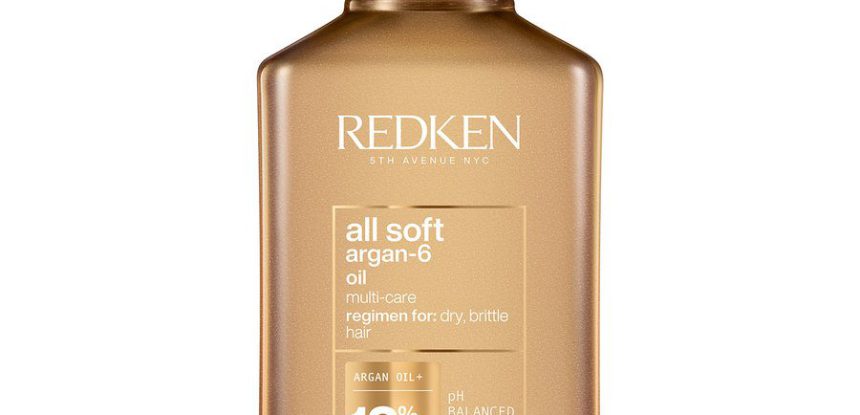 REDKEN
5TH AVENUE NYC
all soft
argan-6
oil
multi-care
regimen for: dry, brittle
hair
ARGAN OIL+
pH
BALANCED